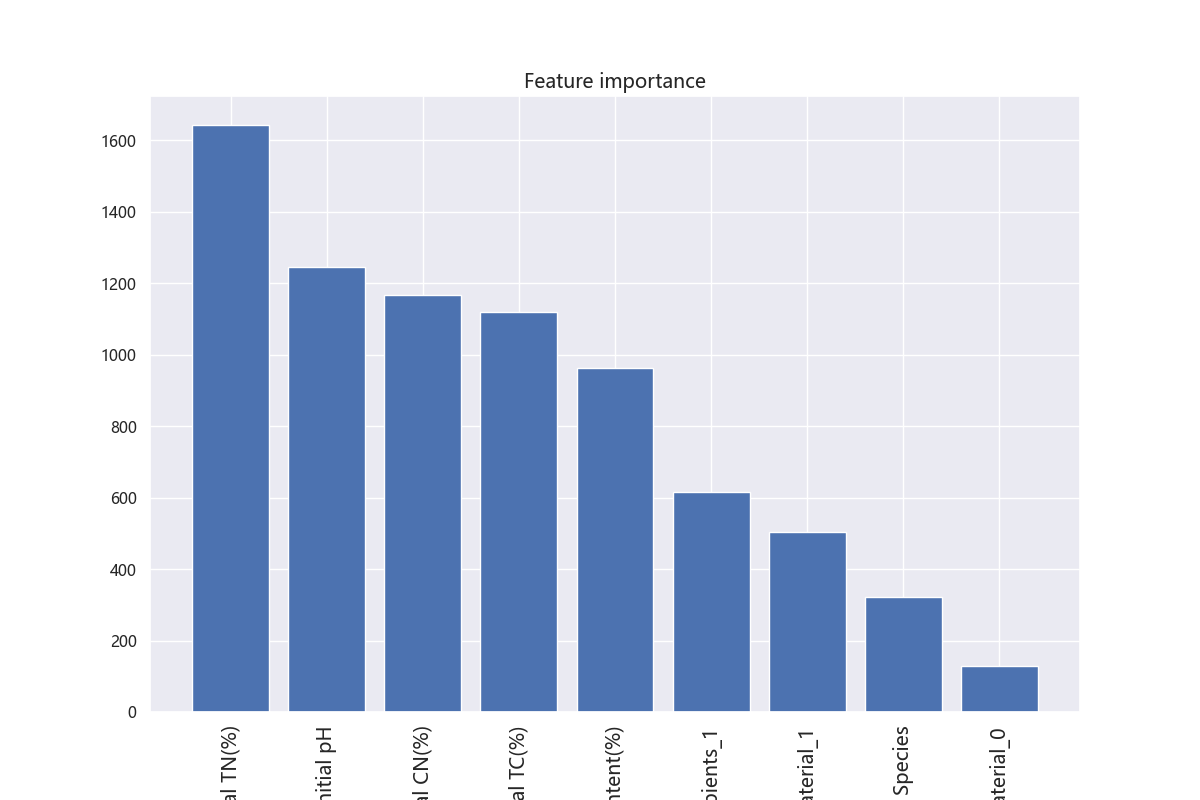 Feature importance
1600
1400
1200
1000
800
600
400
200
0
al TN(%)
nitial pH
al CN(%)
al TC(%)
ntent(%)
pients_1
aterial_1
Species
aterial_0